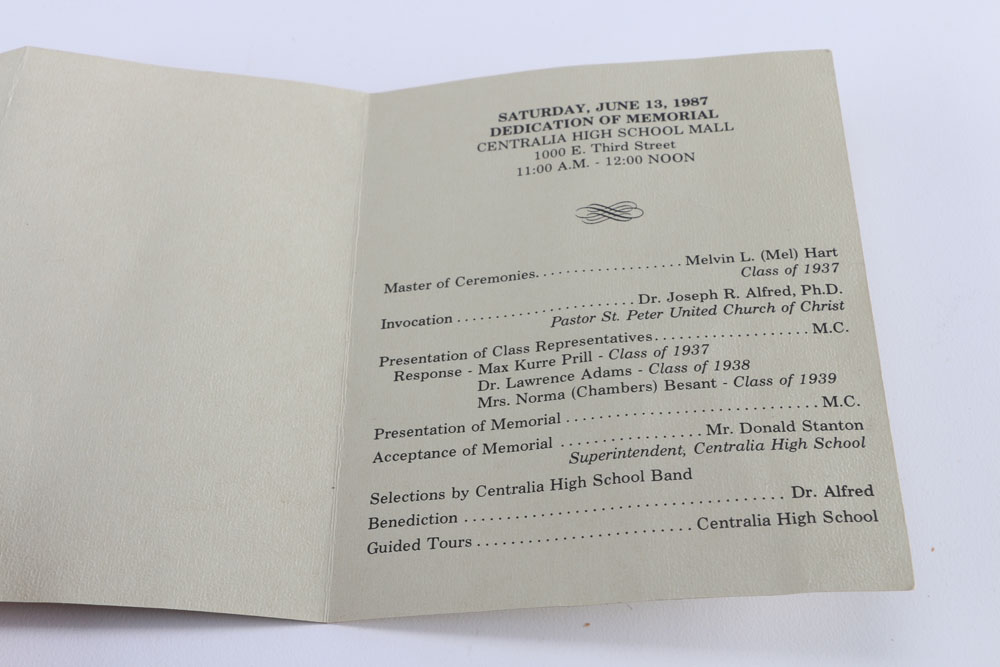 SATURDAY, JUNE 13, 1987
DEDICATION OF MEMORIAL
CENTRALIA HIGH SCHOOL MALL
1000 E. Third Street
11:00 A.M. - 12:00 NOON
Master of Ceremonies. . . . . . . . . . . . . . . . . . . Melvin L. (Mel) Hart
Class of 1937
Invocation . . . . . . . . . . . . . . . . . . . . . . . Dr. Joseph R. Alfred, Ph.D.
Pastor St. Peter United Church of Christ
Presentation of Class Representatives. . . . . . . . . . . . . . . . . . . . M.C.
Response - Max Kurre Prill - Class of 1937
Dr. Lawrence Adams - Class of 1938
Mrs. Norma (Chambers) Besant - Class of 1939
Presentation of Memorial . . . . . . . . . . . . . . . . . . . . . . . . . . . . . . . M.C.
Acceptance of Memorial . . . . . . . . . . . . . . . . . . Mr. Donald Stanton
Superintendent, Centralia High School
Selections by Centralia High School Band
Benediction . . . . . . . . . . . . . . . . . . . . . . . . . . . . . . . . . . . . . . Dr. Alfred
Guided Tours . . . . . . . . . . . . . . . . . . . . . . . . . . Centralia High School